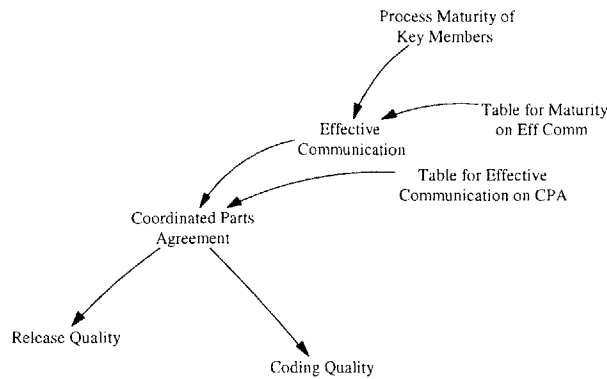 Process Maturity of
Key Members
Table for Maturity
on Eff Comm
Effective
Communication
Table for Effective
Communication on CPA
Coordinated Parts
Agreement
Release Quality
Coding Quality